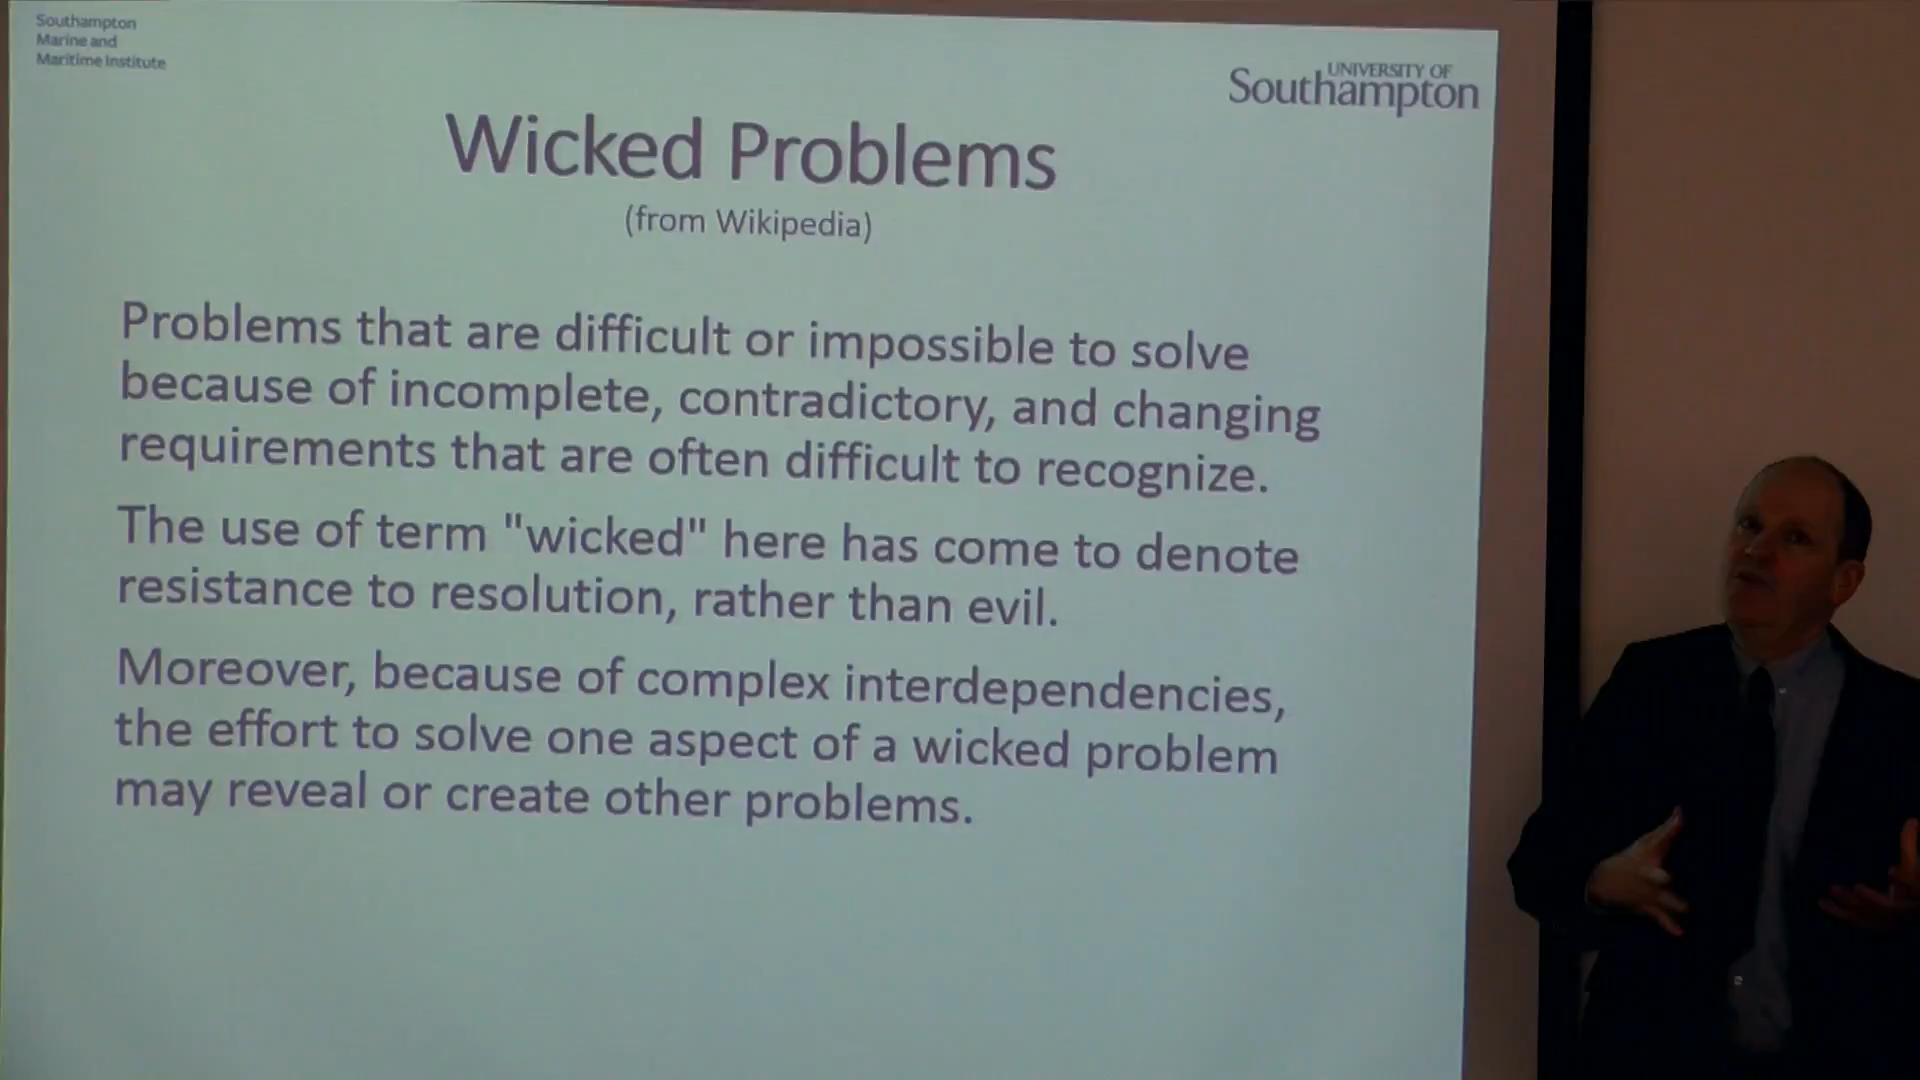 Southampton
Marine and
Maritime Institute
UNIVERSITY OF
Southampton
Wicked Problems
(from Wikipedia)
Problems that are difficult or impossible to solve
because of incomplete, contradictory, and changing
requirements that are often difficult to recognize.
The use of term "wicked" here has come to denote
resistance to resolution, rather than evil.
Moreover, because of complex interdependencies,
the effort to solve one aspect of a wicked problem
may reveal or create other problems.